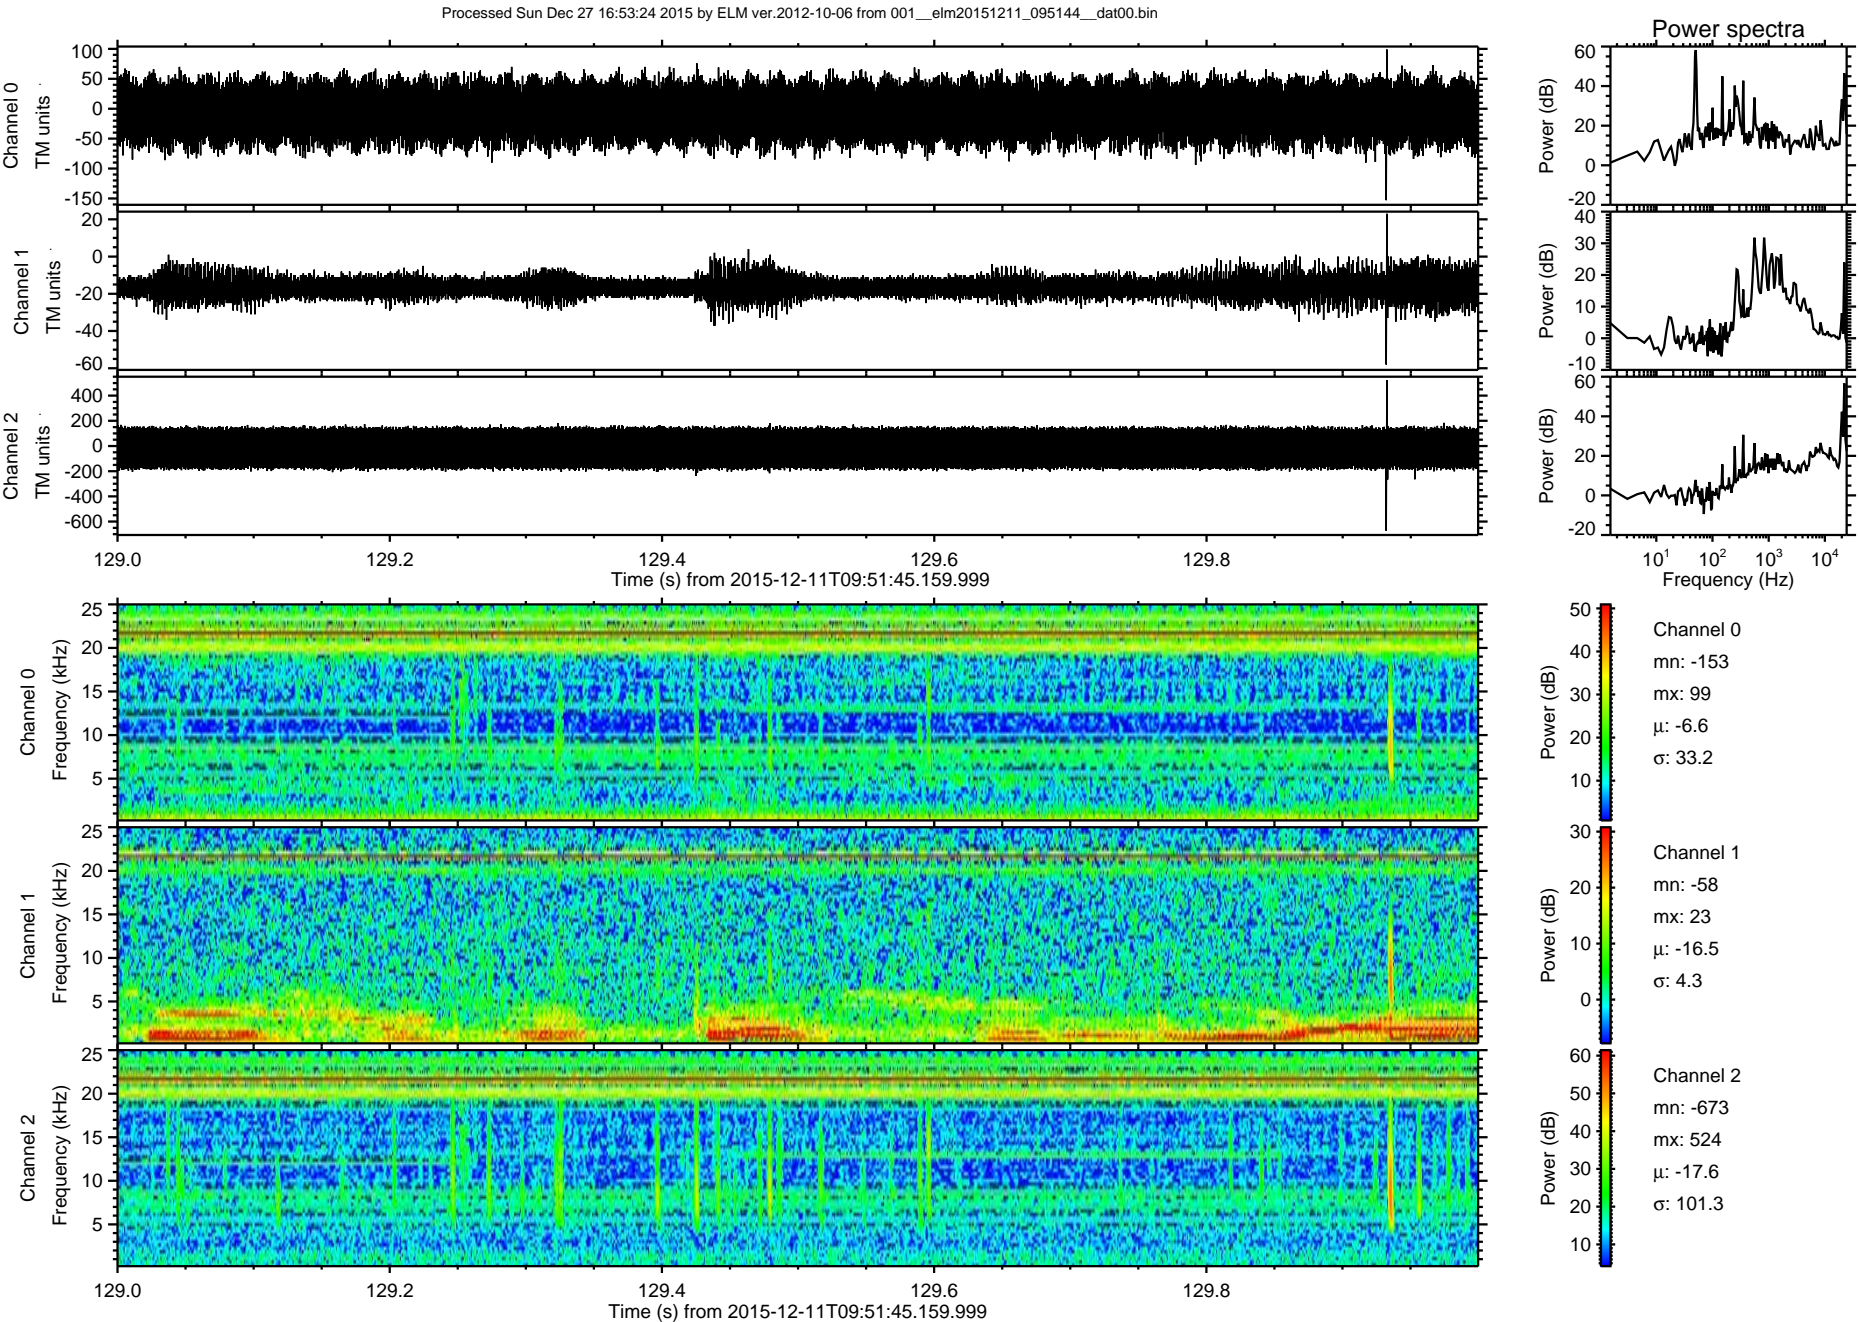 Processed Sun Dec 27 16:53:24 2015 by ELM ver.2012-10-06 from 001__elm20151211_095144__dat00.bin
Power spectra
Channel 0
TM units
100
50
0
-50
-100
-150
Power (dB)
60
40
20
0
-20
Channel 1
TM units
20
0
-20
-40
-60
Power (dB)
40
30
20
10
0
-10
Channel 2
TM units
400
200
0
-200
-400
-600
Power (dB)
60
40
20
0
-20
129.0 129.2 129.4 129.6 129.8
Time (s) from 2015-12-11T09:51:45.159.999
10^1 10^2 10^3 10^4
Frequency (Hz)
Channel 0
Frequency (kHz)
25
20
15
10
5
Power (dB)
50
40
30
20
10
Channel 0
mn: -153
mx: 99
μ: -6.6
σ: 33.2
Channel 1
Frequency (kHz)
25
20
15
10
5
Power (dB)
30
20
10
0
Channel 1
mn: -58
mx: 23
μ: -16.5
σ: 4.3
Channel 2
Frequency (kHz)
25
20
15
10
5
Power (dB)
60
50
40
30
20
10
Channel 2
mn: -673
mx: 524
μ: -17.6
σ: 101.3
129.0 129.2 129.4 129.6 129.8
Time (s) from 2015-12-11T09:51:45.159.999